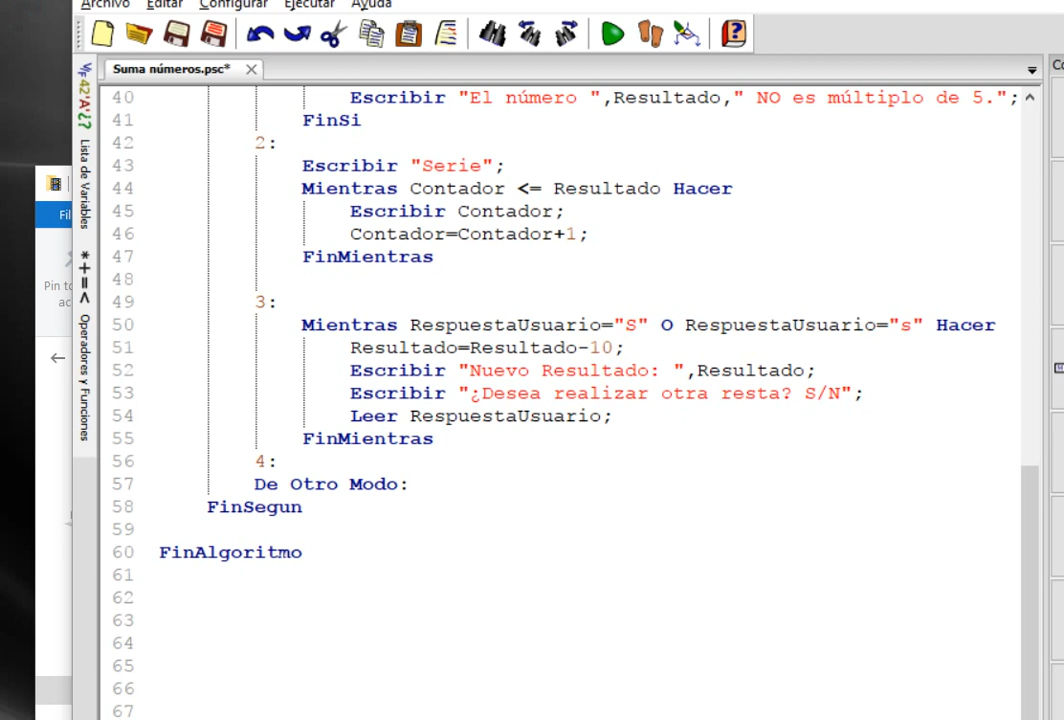 Archivo Editar Configurar Ejecutar Ayuda
Suma números.psc*
40 Escribir "El número ",Resultado," NO es múltiplo de 5.";
41 FinSi
42 2:
43 Escribir "Serie";
44 Mientras Contador <= Resultado Hacer
45 Escribir Contador;
46 Contador=Contador+1;
47 FinMientras
48
49 3:
50 Mientras RespuestaUsuario="S" O RespuestaUsuario="s" Hacer
51 Resultado=Resultado-10;
52 Escribir "Nuevo Resultado: ",Resultado;
53 Escribir "¿Desea realizar otra resta? S/N";
54 Leer RespuestaUsuario;
55 FinMientras
56 4:
57 De Otro Modo:
58 FinSegun
59
60 FinAlgoritmo
61
62
63
64
65
66
67
Lista de Variables
*+=< Operadores y Funciones
Fil
Pin to
ac
Co